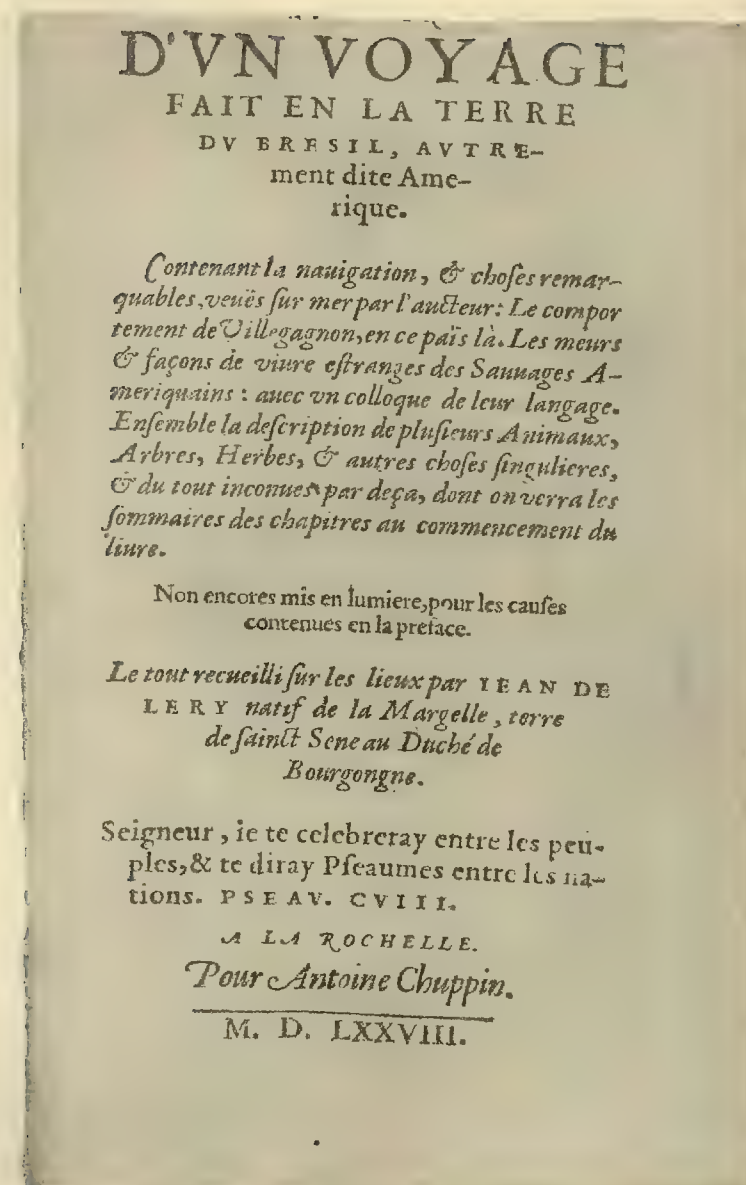 D'VN VOYAGE
FAIT EN LA TERRE
DV BRESIL, AVTRE-
ment dite Ame-
rique.
Contenant la nauigation, & choſes remar-
quables, veuës ſur mer par l'aucteur: Le compor
tement de Villegagnon, en ce païs là. Les meurs
& façons de viure eſtranges des Sauuages A-
meriquains: auec vn colloque de leur langage.
Enſemble la deſcription de pluſieurs Animaux,
Arbres, Herbes, & autres choſes ſingulieres,
& du tout inconues par deça, dont on verra les
ſommaires des chapitres au commencement du
liure.
Non encores mis en lumiere, pour les cauſes
contenues en la preface.
Le tout recueilli ſur les lieux par IEAN DE
LERY natif de la Margelle, terre
de ſainct Sene au Duché de
Bourgongne.
Seigneur, ie te celebreray entre les peu-
ples, & te diray Pſeaumes entre les na-
tions. PSEAV. CVIII.
A LA ROCHELLE.
Pour Antoine Chuppin.
M. D. LXXVIII.